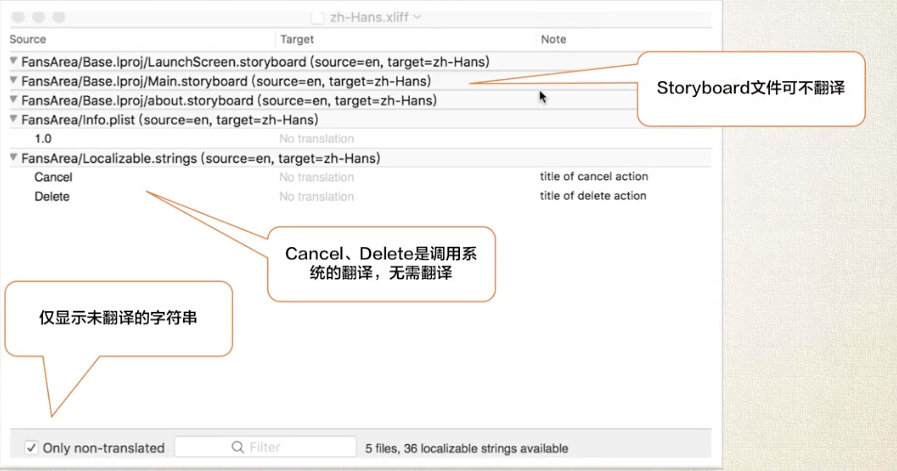 zh-Hans.xliff
Source Target Note
FansArea/Base.lproj/LaunchScreen.storyboard (source=en, target=zh-Hans)
FansArea/Base.lproj/Main.storyboard (source=en, target=zh-Hans)
FansArea/Base.lproj/about.storyboard (source=en, target=zh-Hans)
FansArea/Info.plist (source=en, target=zh-Hans)
1.0 No translation
FansArea/Localizable.strings (source=en, target=zh-Hans)
Cancel No translation title of cancel action
Delete No translation title of delete action
Storyboard文件可不翻译
Cancel、Delete是调用系
统的翻译，无需翻译
仅显示未翻译的字符串
Only non-translated Filter 5 files, 36 localizable strings available